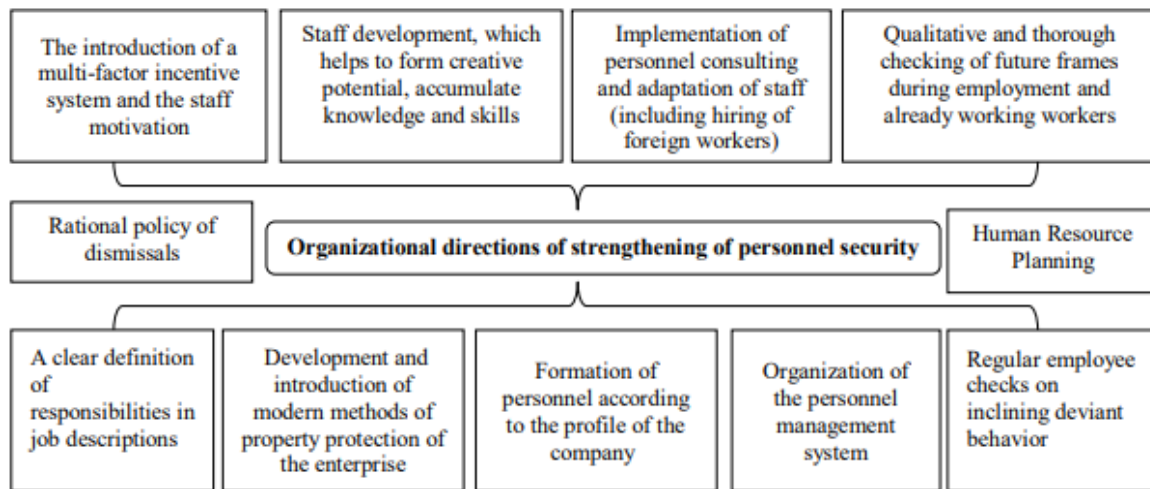 The introduction of a
multi-factor incentive
system and the staff
motivation
Staff development, which
helps to form creative
potential, accumulate
knowledge and skills
Implementation of
personnel consulting
and adaptation of staff
(including hiring of
foreign workers)
Qualitative and thorough
checking of future frames
during employment and
already working workers
Rational policy of
dismissals
Organizational directions of strengthening of personnel security
Human Resource
Planning
A clear definition
of
responsibilities in
job descriptions
Development and
introduction of
modern methods of
property protection of
the enterprise
Formation of
personnel according
to the profile of the
company
Organization of
the personnel
management
system
Regular employee
checks on
inclining deviant
behavior